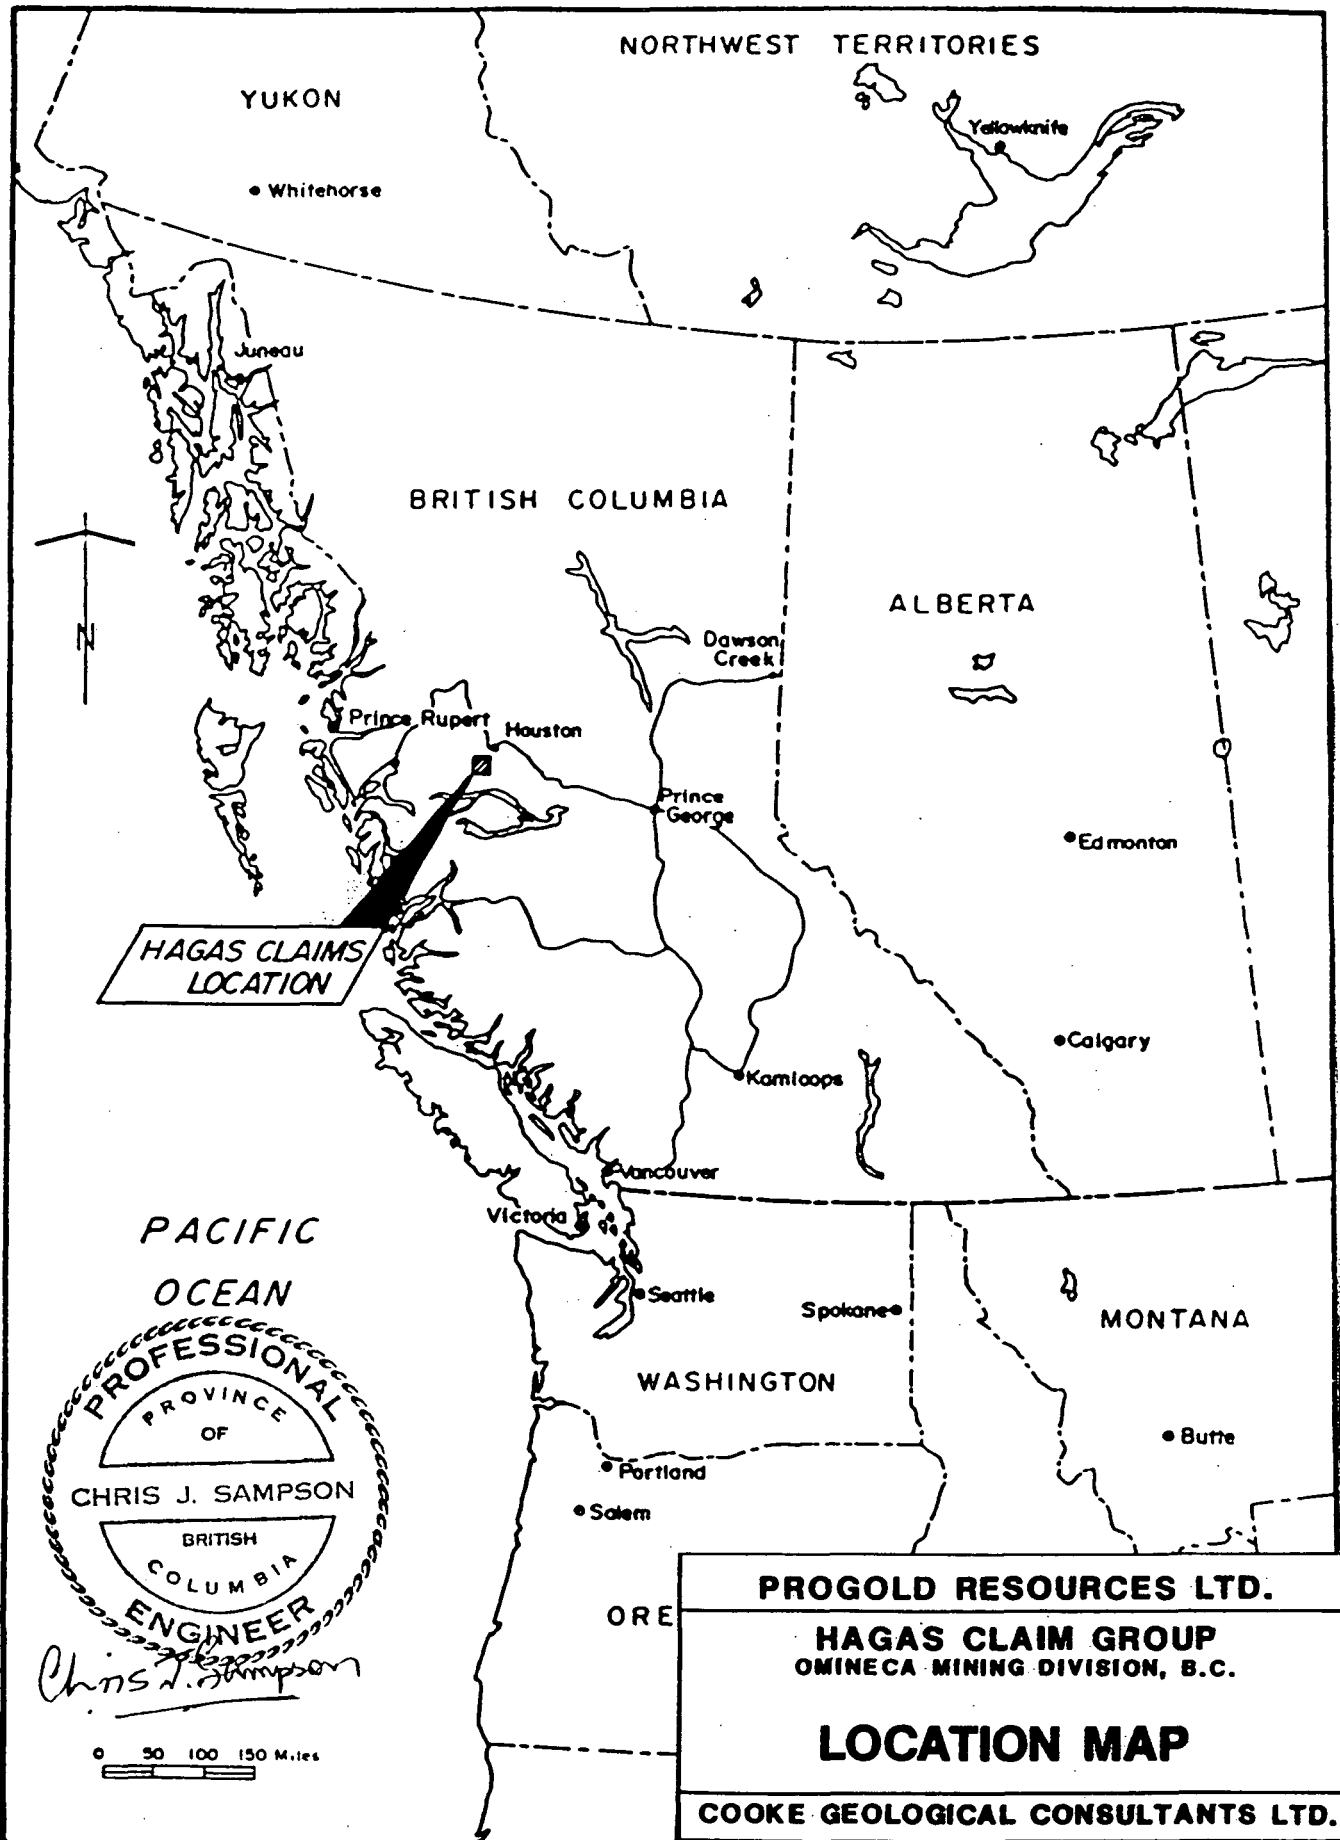 NORTHWEST TERRITORIES
YUKON
Yellowknife
Whitehorse
Juneau
BRITISH COLUMBIA
N
ALBERTA
Dawson
Creek
Prince Rupert
Houston
Prince
George
Edmonton
HAGAS CLAIMS
LOCATION
Calgary
Kamloops
Vancouver
Victoria
PACIFIC
OCEAN
Seattle
Spokane
MONTANA
WASHINGTON
Butte
Portland
Salem
ORE
PROFESSIONAL
PROVINCE
OF
CHRIS J. SAMPSON
BRITISH
COLUMBIA
ENGINEER
Chris J. Sampson
0 50 100 150 Miles
PROGOLD RESOURCES LTD.
HAGAS CLAIM GROUP
OMINECA MINING DIVISION, B.C.
LOCATION MAP
COOKE GEOLOGICAL CONSULTANTS LTD.